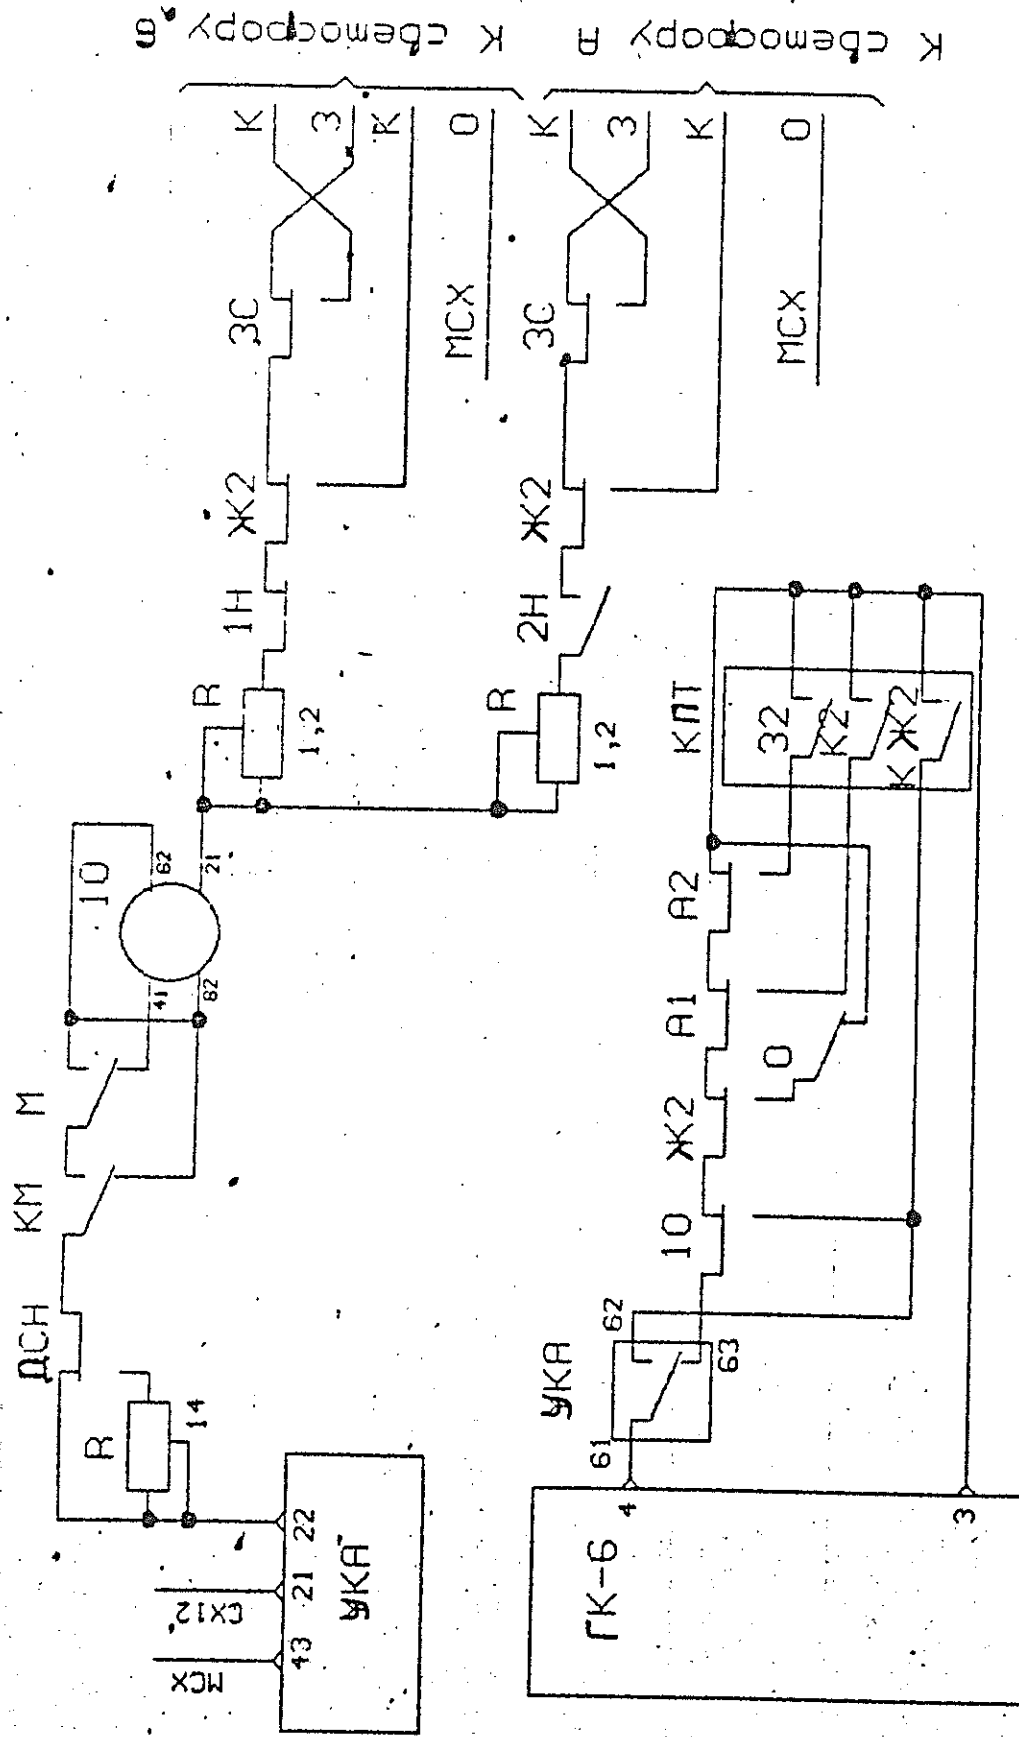 К светофору Б
К светофору А
К
З
К
О
МСХ
К
З
К
О
МСХ
ЗС
ЗС
Ж2
Ж2
1Н
2Н
R
1,2
R
1,2
10
62
21
41
82
М
КМ
ДСН
R
14
22
21
43
УКА
СХ12
МСХ
КПТ
З2
К2
КЖ2
А2
А1
О
Ж2
10
УКА
62
63
61
4
3
ГК-6